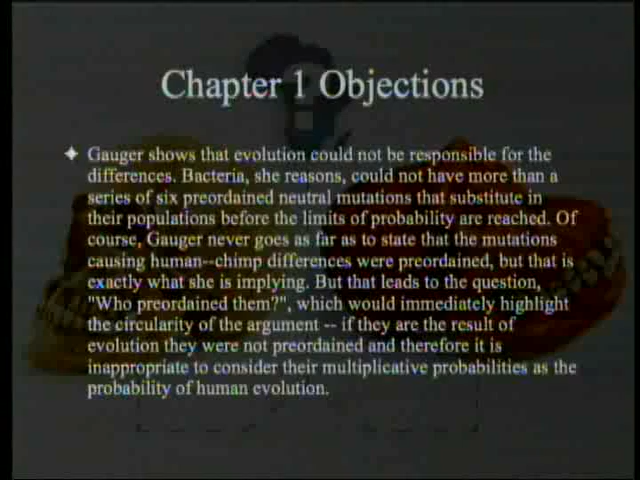 Chapter 1 Objections
Gauger shows that evolution could not be responsible for the
differences. Bacteria, she reasons, could not have more than a
series of six preordained neutral mutations that substitute in
their populations before the limits of probability are reached. Of
course, Gauger never goes as far as to state that the mutations
causing human--chimp differences were preordained, but that is
exactly what she is implying. But that leads to the question,
"Who preordained them?", which would immediately highlight
the circularity of the argument -- if they are the result of
evolution they were not preordained and therefore it is
inappropriate to consider their multiplicative probabilities as the
probability of human evolution.